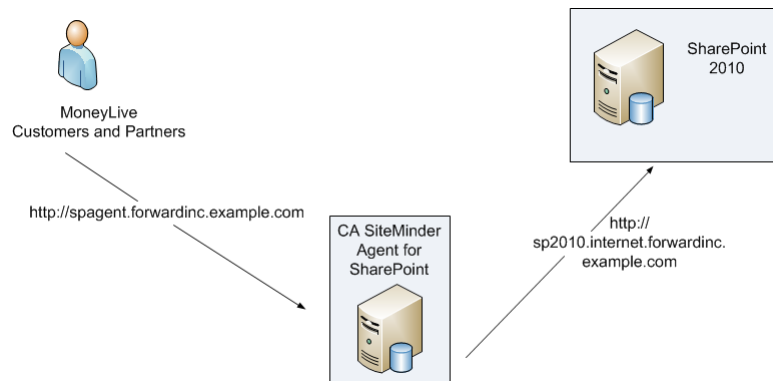 MoneyLive
Customers and Partners
http://spagent.forwardinc.example.com
CA SiteMinder
Agent for
SharePoint
http://
sp2010.internet.forwardinc.
example.com
SharePoint
2010